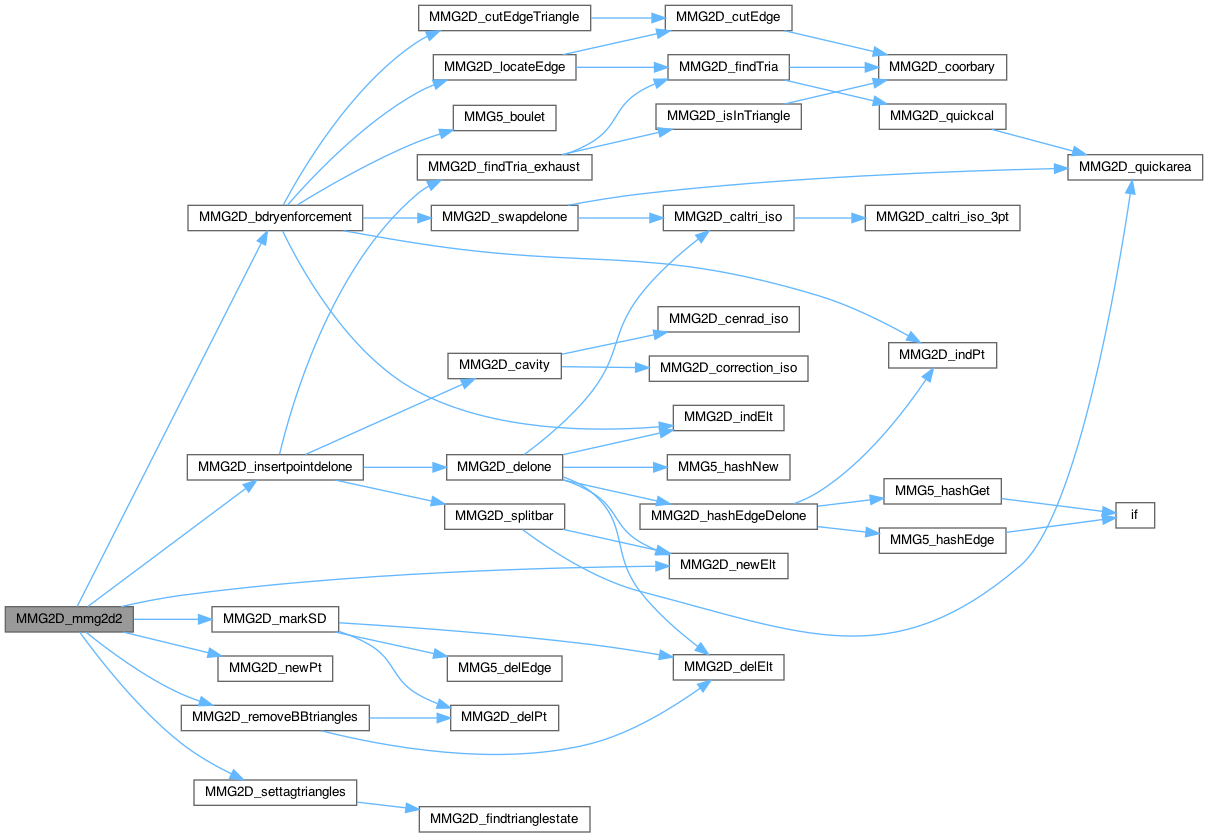 MMG2D_cutEdgeTriangle
MMG2D_cutEdge
MMG2D_locateEdge
MMG2D_findTria
MMG2D_coorbary
MMG5_boulet
MMG2D_isInTriangle
MMG2D_quickcal
MMG2D_findTria_exhaust
MMG2D_quickarea
MMG2D_bdryenforcement
MMG2D_swapdelone
MMG2D_caltri_iso
MMG2D_caltri_iso_3pt
MMG2D_cenrad_iso
MMG2D_indPt
MMG2D_cavity
MMG2D_correction_iso
MMG2D_indElt
MMG2D_insertpointdelone
MMG2D_delone
MMG5_hashNew
MMG5_hashGet
MMG2D_splitbar
MMG2D_hashEdgeDelone
if
MMG5_hashEdge
MMG2D_newElt
MMG2D_mmg2d2
MMG2D_markSD
MMG2D_newPt
MMG5_delEdge
MMG2D_delElt
MMG2D_removeBBtriangles
MMG2D_delPt
MMG2D_settagtriangles
MMG2D_findtrianglestate